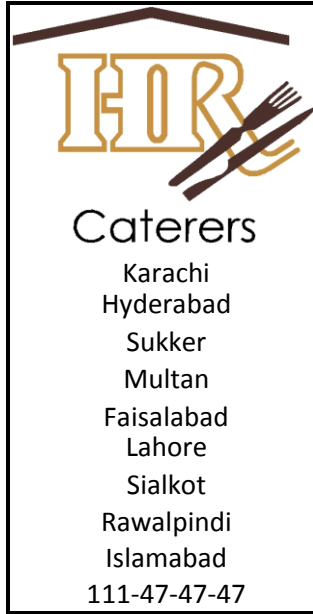 HR
Caterers
Karachi
Hyderabad
Sukker
Multan
Faisalabad
Lahore
Sialkot
Rawalpindi
Islamabad
111-47-47-47